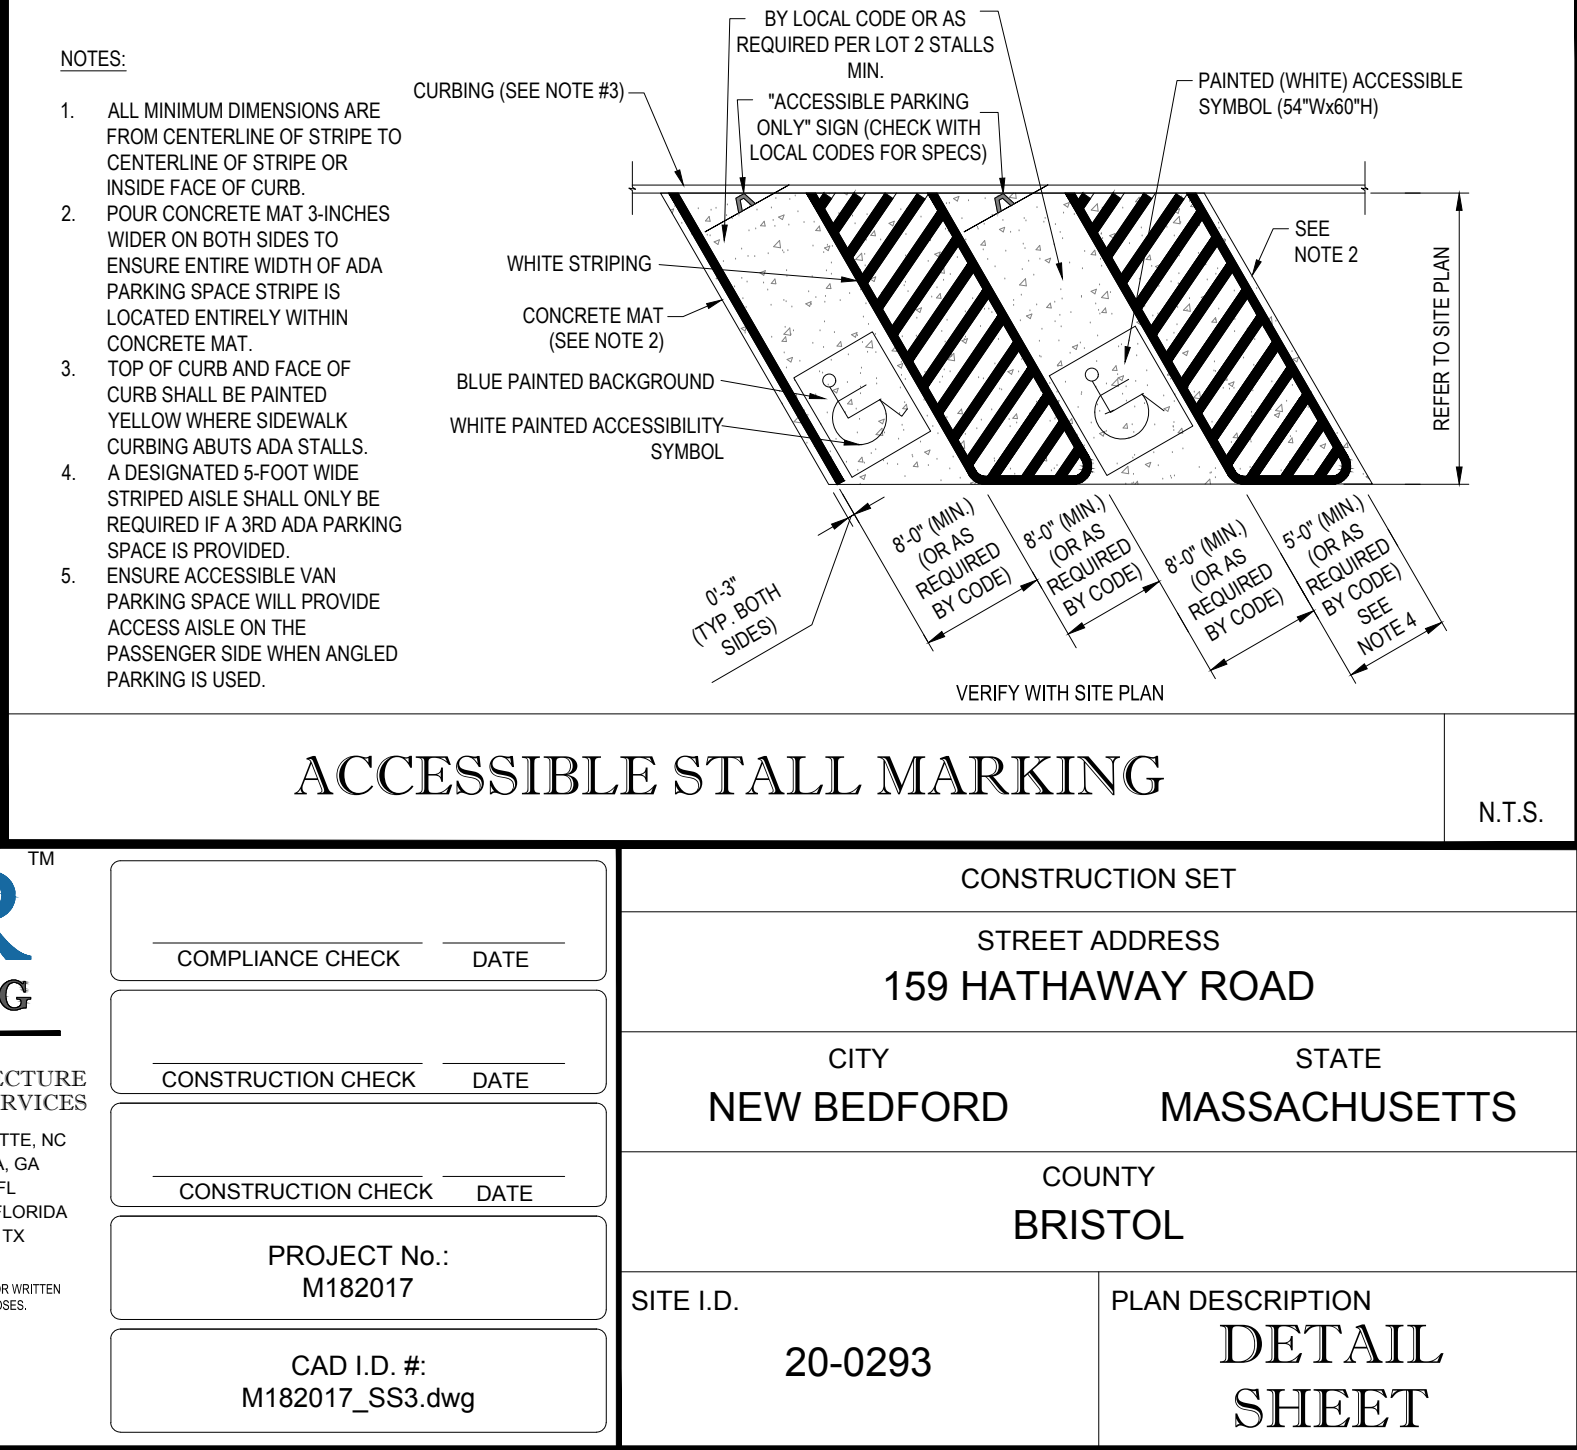 NOTES:
1. ALL MINIMUM DIMENSIONS ARE
FROM CENTERLINE OF STRIPE TO
CENTERLINE OF STRIPE OR
INSIDE FACE OF CURB.
2. POUR CONCRETE MAT 3-INCHES
WIDER ON BOTH SIDES TO
ENSURE ENTIRE WIDTH OF ADA
PARKING SPACE STRIPE IS
LOCATED ENTIRELY WITHIN
CONCRETE MAT.
3. TOP OF CURB AND FACE OF
CURB SHALL BE PAINTED
YELLOW WHERE SIDEWALK
CURBING ABUTS ADA STALLS.
4. A DESIGNATED 5-FOOT WIDE
STRIPED AISLE SHALL ONLY BE
REQUIRED IF A 3RD ADA PARKING
SPACE IS PROVIDED.
5. ENSURE ACCESSIBLE VAN
PARKING SPACE WILL PROVIDE
ACCESS AISLE ON THE
PASSENGER SIDE WHEN ANGLED
PARKING IS USED.
BY LOCAL CODE OR AS
REQUIRED PER LOT 2 STALLS
MIN.
CURBING (SEE NOTE #3)
"ACCESSIBLE PARKING
ONLY" SIGN (CHECK WITH
LOCAL CODES FOR SPECS)
PAINTED (WHITE) ACCESSIBLE
SYMBOL (54"Wx60"H)
SEE
NOTE 2
WHITE STRIPING
CONCRETE MAT
(SEE NOTE 2)
BLUE PAINTED BACKGROUND
WHITE PAINTED ACCESSIBILITY
SYMBOL
REFER TO SITE PLAN
0'-3"
(TYP. BOTH
SIDES)
8'-0" (MIN.)
(OR AS
REQUIRED
BY CODE)
8'-0" (MIN.)
(OR AS
REQUIRED
BY CODE)
8'-0" (MIN.)
(OR AS
REQUIRED
BY CODE)
5'-0" (MIN.)
(OR AS
REQUIRED
BY CODE)
SEE
NOTE 4
VERIFY WITH SITE PLAN
ACCESSIBLE STALL MARKING
N.T.S.
TM
R
G
ECTURE
RVICES
TTE, NC
A, GA
FL
FLORIDA
TX
OR WRITTEN
OSES.
COMPLIANCE CHECK DATE
CONSTRUCTION CHECK DATE
CONSTRUCTION CHECK DATE
PROJECT No.:
M182017
CAD I.D. #:
M182017_SS3.dwg
CONSTRUCTION SET
STREET ADDRESS
159 HATHAWAY ROAD
CITY
NEW BEDFORD
STATE
MASSACHUSETTS
COUNTY
BRISTOL
SITE I.D.
20-0293
PLAN DESCRIPTION
DETAIL
SHEET